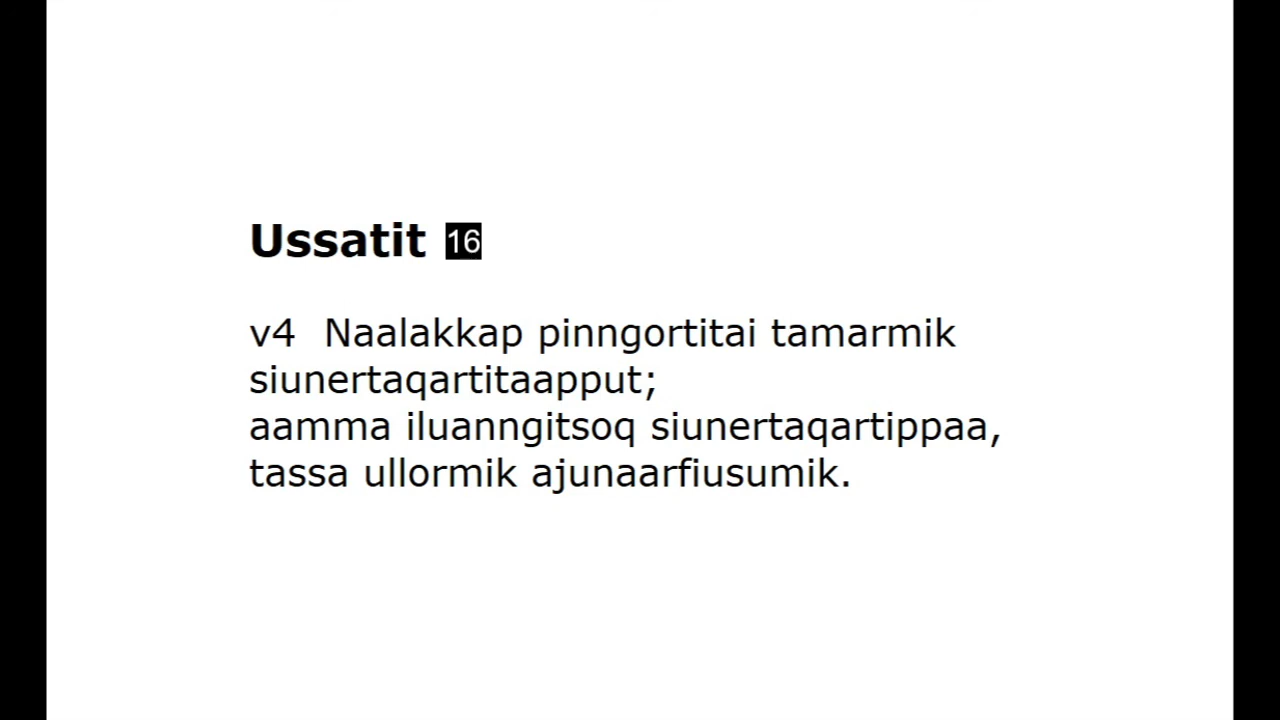 Ussatit 16
v4 Naalakkap pinngortitai tamarmik
siunertaqartitaapput;
aamma iluanngitsoq siunertaqartippaa,
tassa ullormik ajunaarfiusumik.